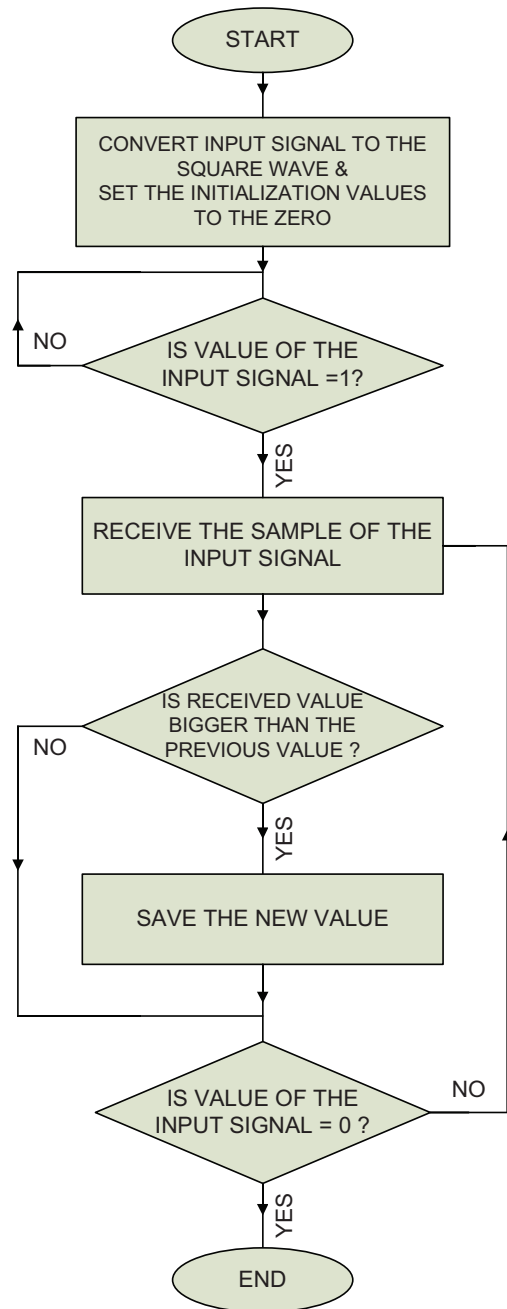 START
CONVERT INPUT SIGNAL TO THE
SQUARE WAVE &
SET THE INITIALIZATION VALUES
TO THE ZERO
NO
IS VALUE OF THE
INPUT SIGNAL =1?
YES
RECEIVE THE SAMPLE OF THE
INPUT SIGNAL
IS RECEIVED VALUE
BIGGER THAN THE
PREVIOUS VALUE ?
NO
YES
SAVE THE NEW VALUE
IS VALUE OF THE
INPUT SIGNAL = 0 ?
NO
YES
END